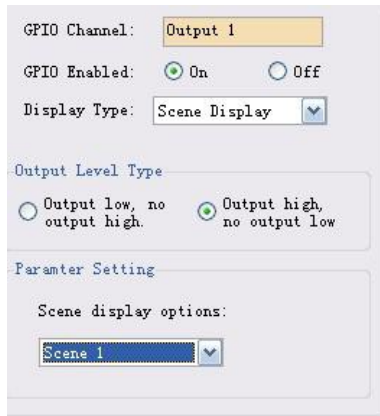 GPIO Channel: Output 1
GPIO Enabled: On Off
Display Type: Scene Display
Output Level Type
Output low, no output high.
Output high, no output low
Paramter Setting
Scene display options:
Scene 1